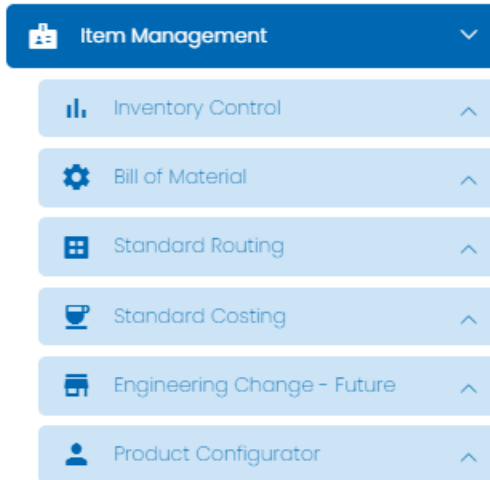 Item Management
Inventory Control
Bill of Material
Standard Routing
Standard Costing
Engineering Change - Future
Product Configurator